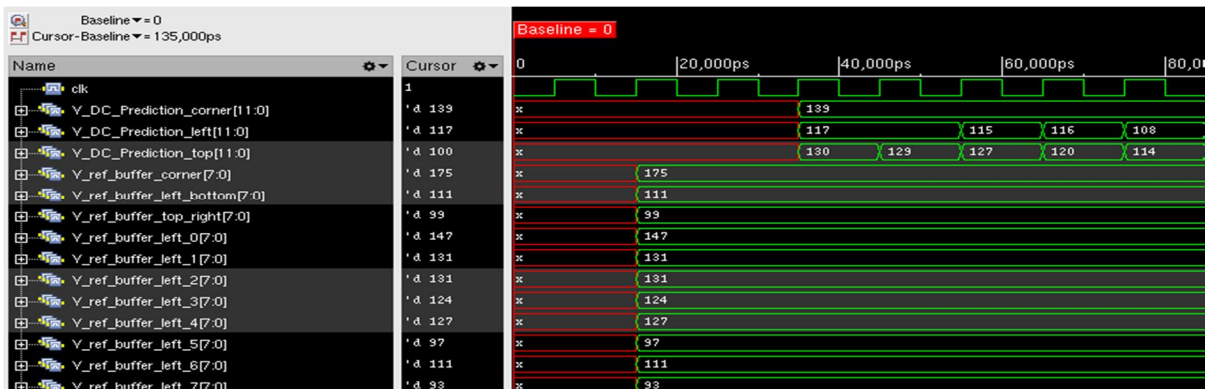 Baseline ▾= 0
Cursor-Baseline ▾= 135,000ps
Baseline = 0
Name Cursor 0 20,000ps 40,000ps 60,000ps 80,0
clk 1
Y_DC_Prediction_corner[11:0] 'd 139 x 139
Y_DC_Prediction_left[11:0] 'd 117 x 117 115 116 108
Y_DC_Prediction_top[11:0] 'd 100 x 130 129 127 120 114
Y_ref_buffer_corner[7:0] 'd 175 x 175
Y_ref_buffer_left_bottom[7:0] 'd 111 x 111
Y_ref_buffer_top_right[7:0] 'd 99 x 99
Y_ref_buffer_left_0[7:0] 'd 147 x 147
Y_ref_buffer_left_1[7:0] 'd 131 x 131
Y_ref_buffer_left_2[7:0] 'd 131 x 131
Y_ref_buffer_left_3[7:0] 'd 124 x 124
Y_ref_buffer_left_4[7:0] 'd 127 x 127
Y_ref_buffer_left_5[7:0] 'd 97 x 97
Y_ref_buffer_left_6[7:0] 'd 111 x 111
Y_ref_buffer_left_7[7:0] 'd 93 x 93